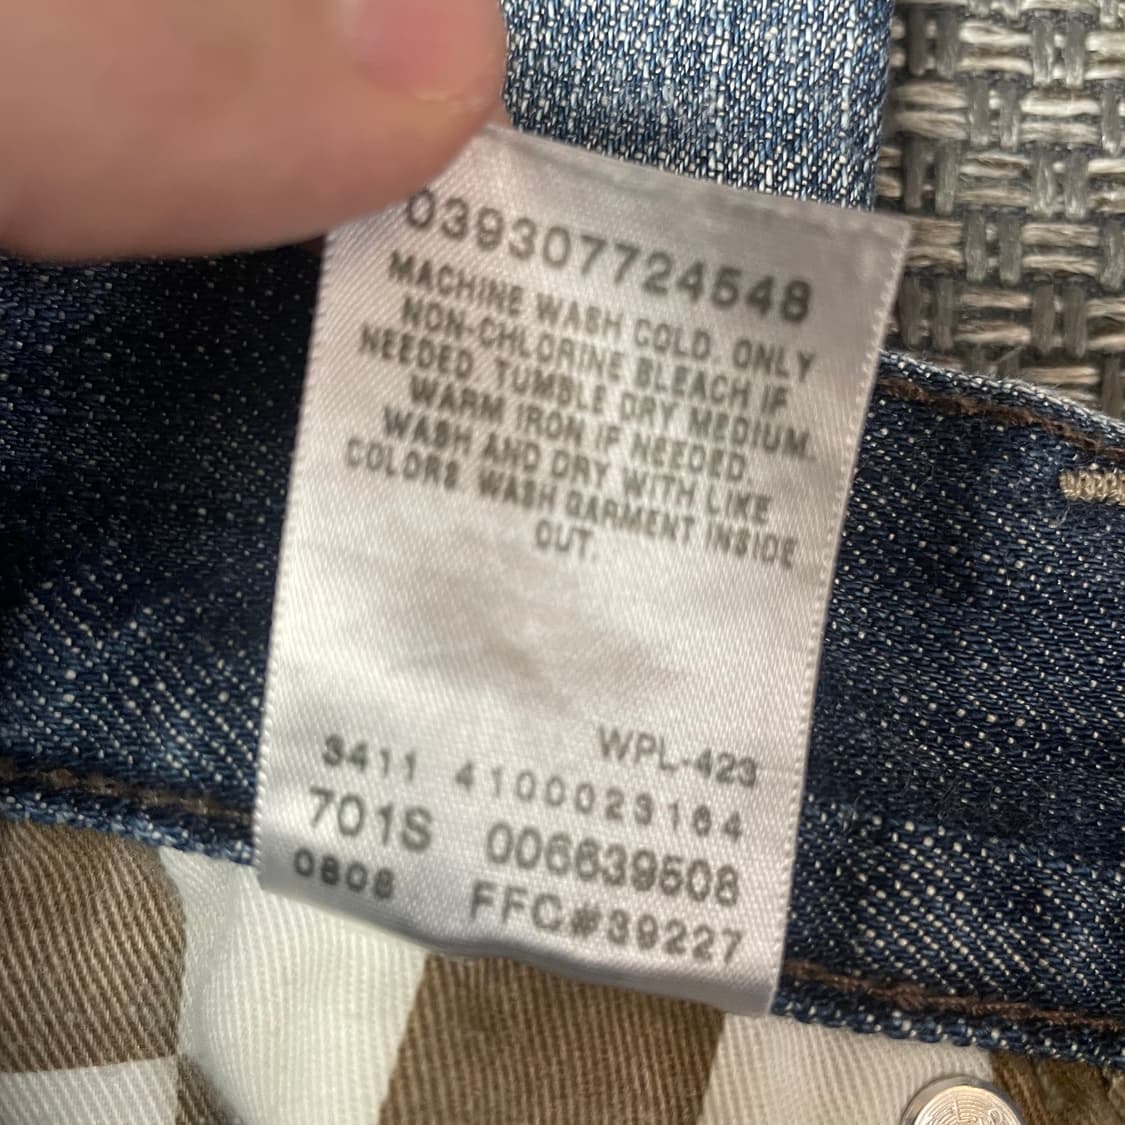 039307724548
MACHINE WASH COLD. ONLY
NON-CHLORINE BLEACH IF
NEEDED. TUMBLE DRY MEDIUM.
WARM IRON IF NEEDED.
WASH AND DRY WITH LIKE
COLORS WASH GARMENT INSIDE
OUT.
WPL-423
3411 4100023164
701S 006639508
0808 FFC#39227